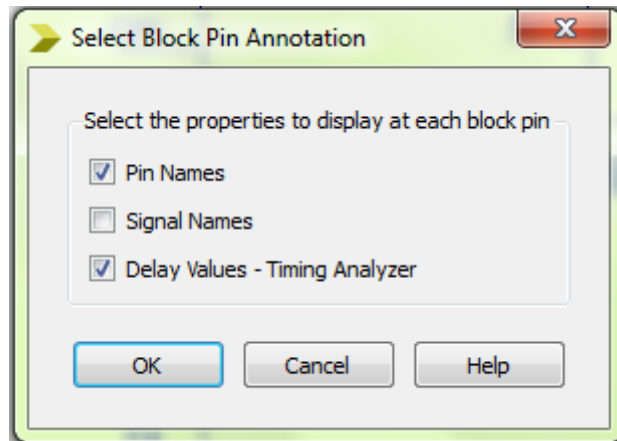 Select Block Pin Annotation
Select the properties to display at each block pin
Pin Names
Signal Names
Delay Values - Timing Analyzer
OK Cancel Help